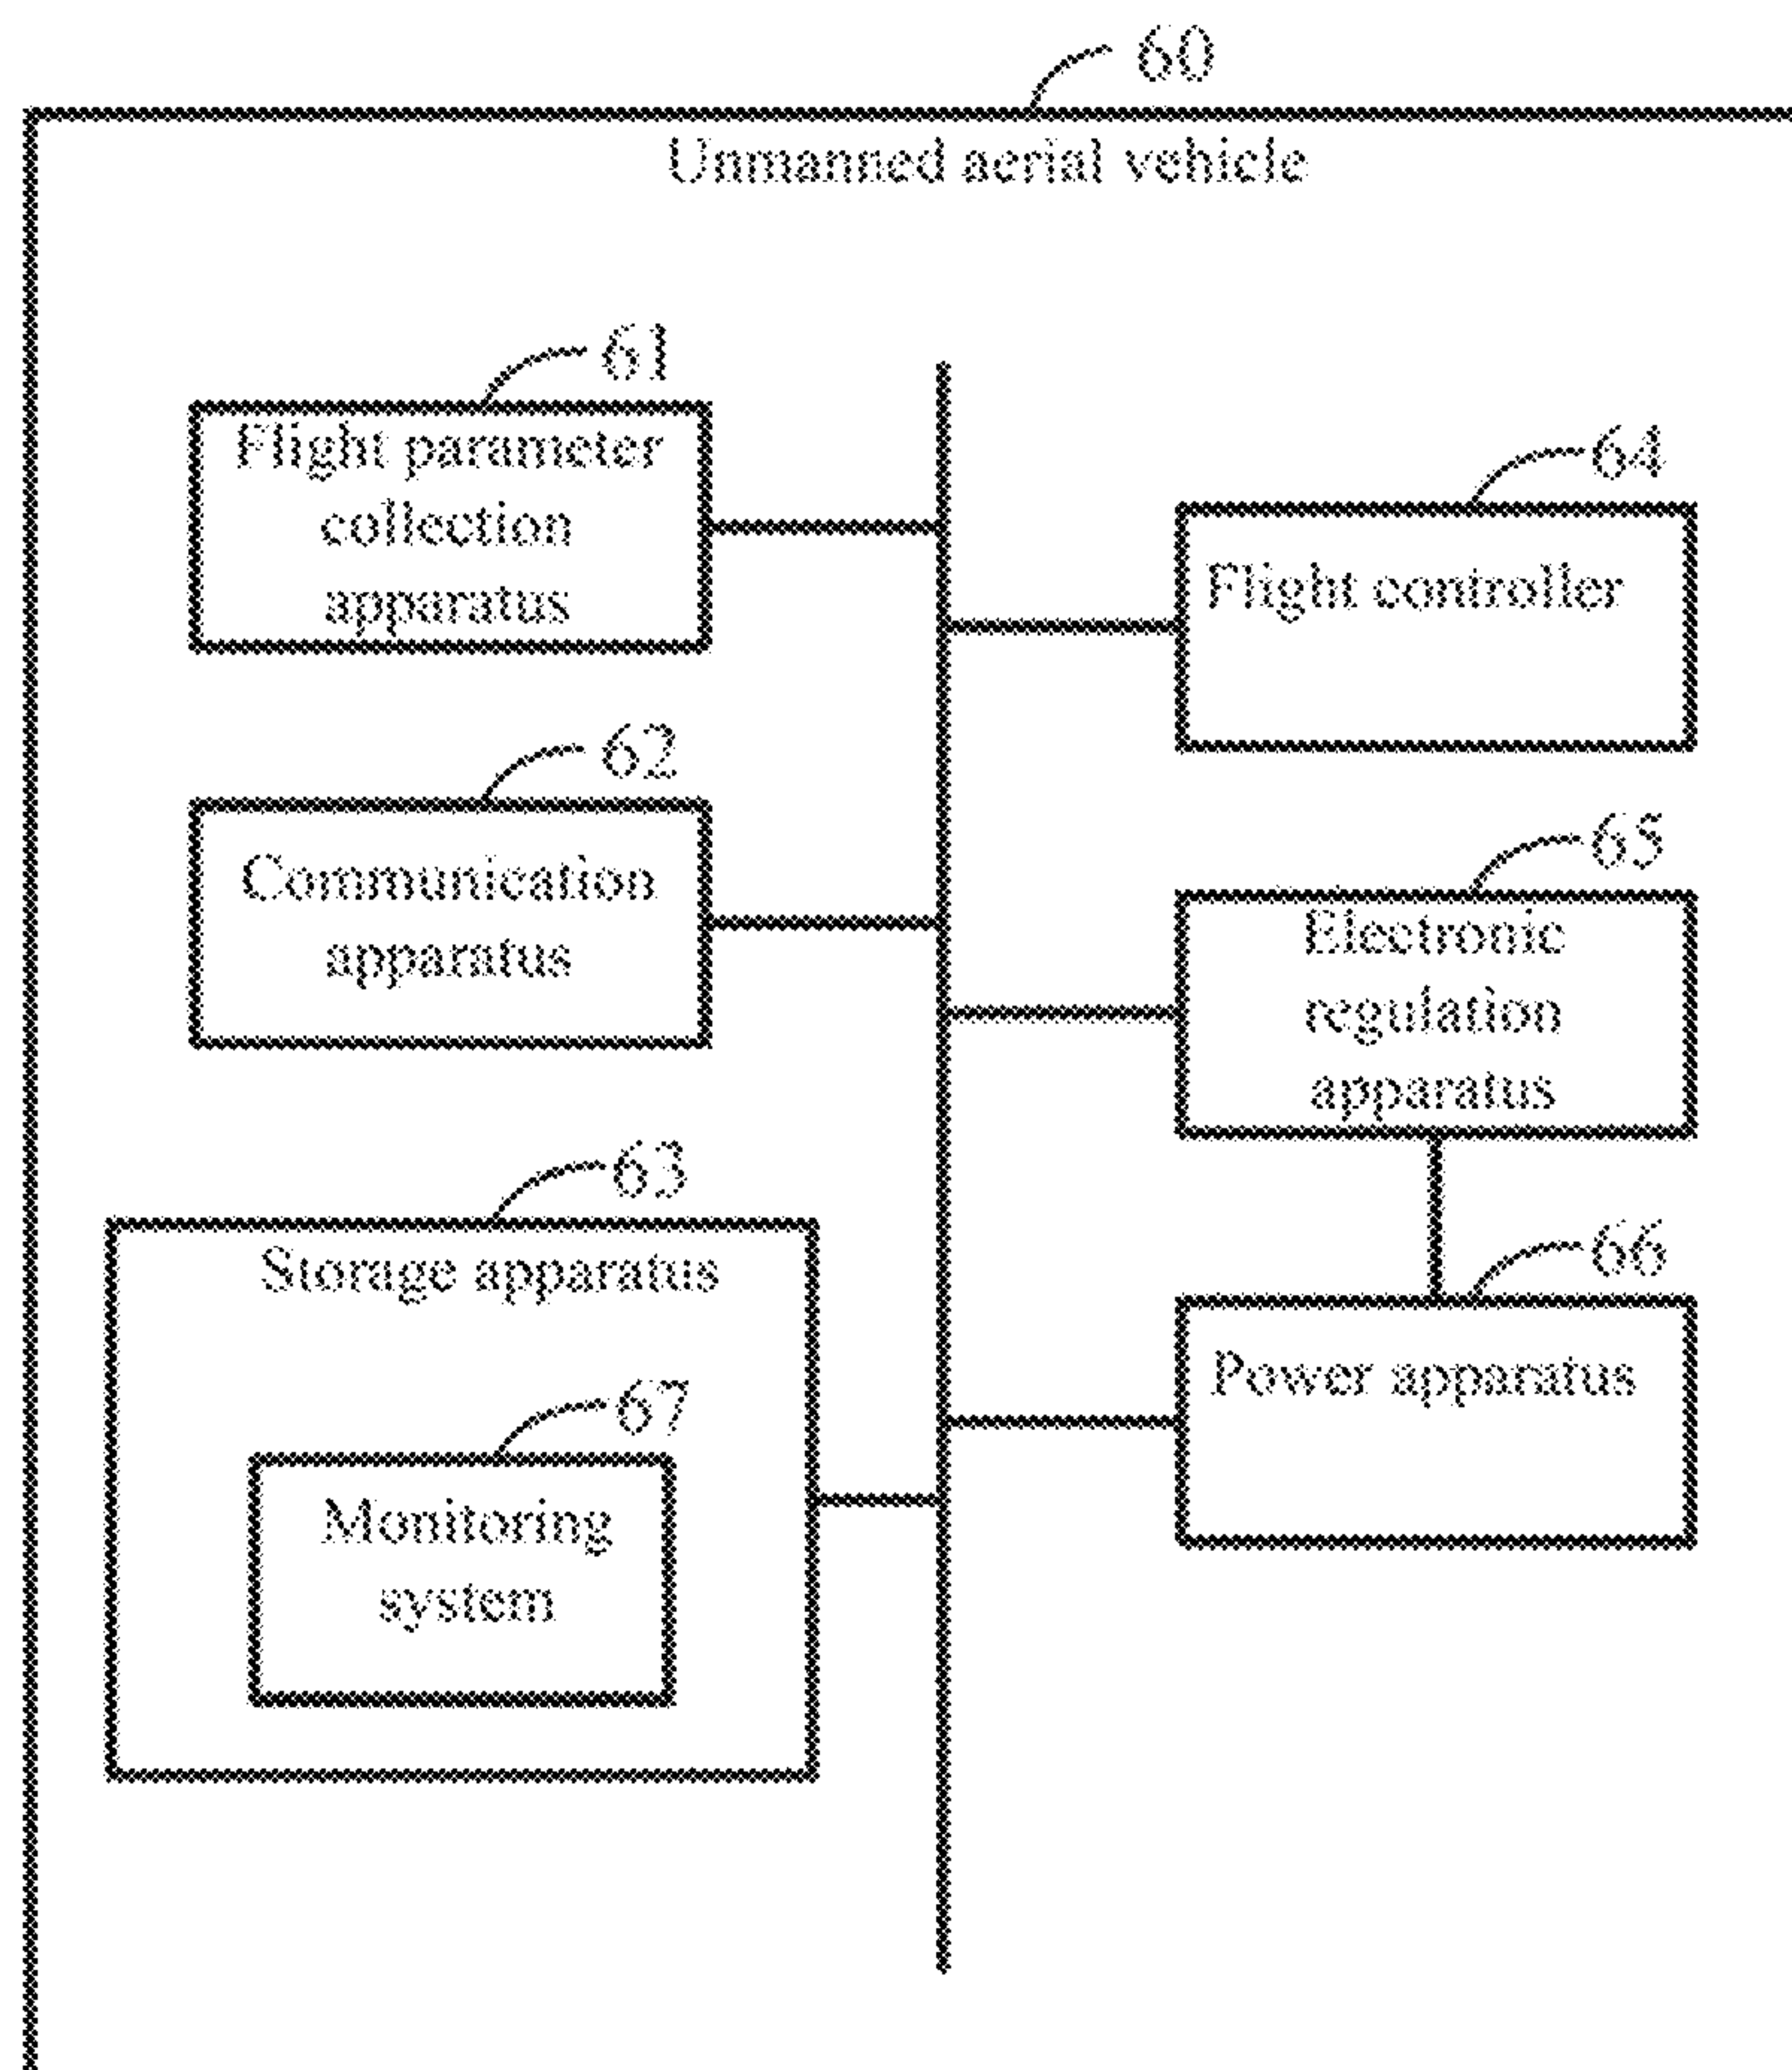 60
Unmanned aerial vehicle
61
Flight parameter
collection
apparatus
62
Communication
apparatus
63
Storage apparatus
67
Monitoring
system
64
Flight controller
65
Electronic
regulation
apparatus
66
Power apparatus